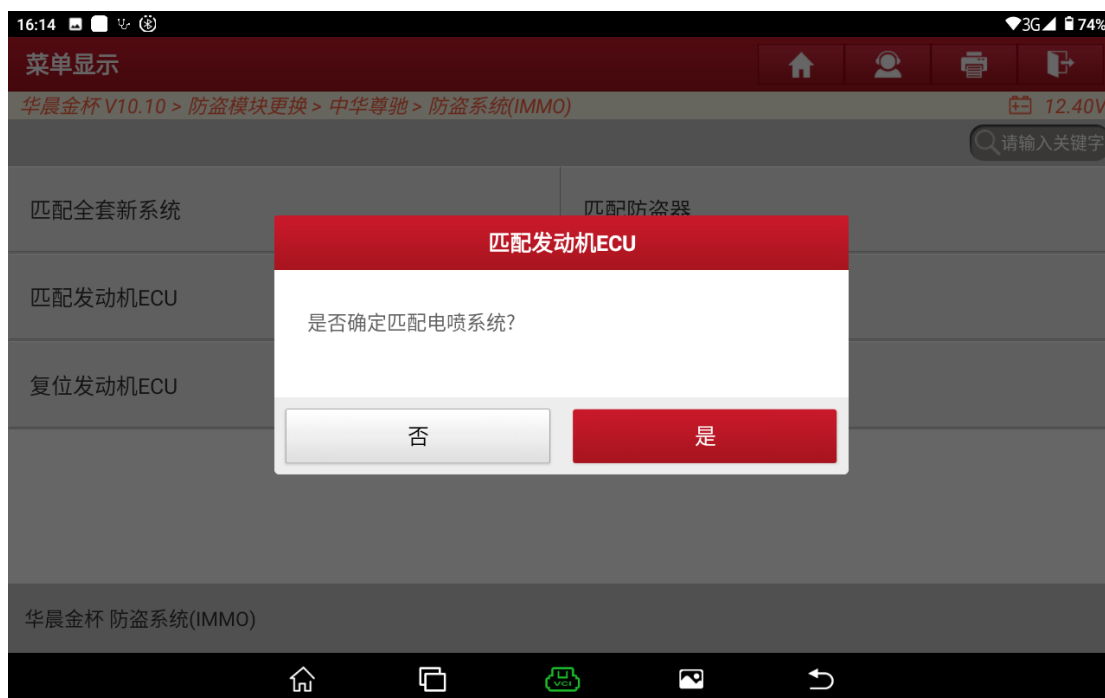 16:14
3G 74%
菜单显示
华晨金杯 V10.10 > 防盗模块更换 > 中华尊驰 > 防盗系统(IMMO)
12.40V
请输入关键字
匹配全套新系统
匹配防盗器
匹配发动机ECU
是否确定匹配电喷系统?
否
是
匹配发动机ECU
复位发动机ECU
华晨金杯 防盗系统(IMMO)
VCI